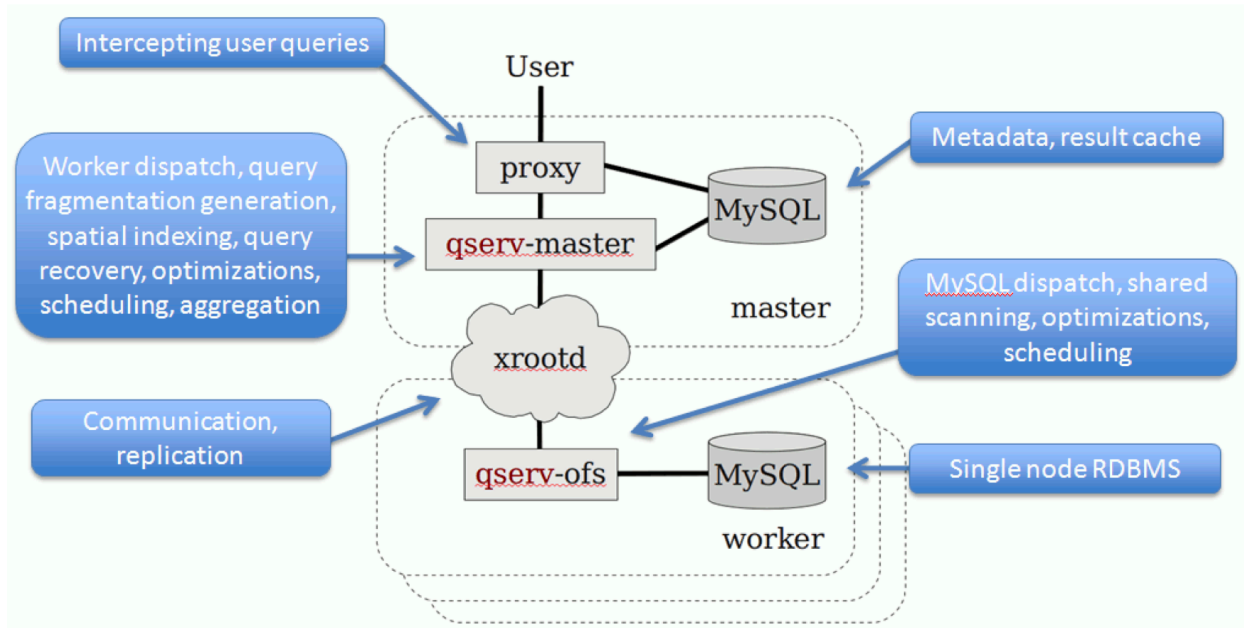 Intercepting user queries
User
Worker dispatch, query
fragmentation generation,
spatial indexing, query
recovery, optimizations,
scheduling, aggregation
proxy
qserv-master
MySQL
master
Metadata, result cache
MySQL dispatch, shared
scanning, optimizations,
scheduling
xrootd
Communication,
replication
qserv-ofs
MySQL
worker
Single node RDBMS